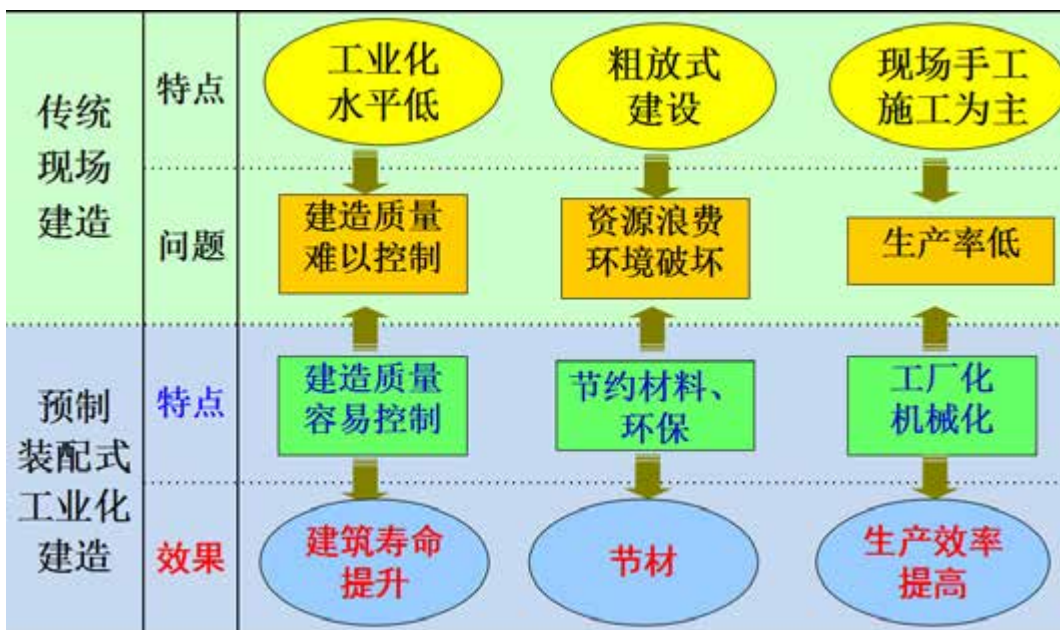 传统
现场
建造
特点
工业化
水平低
粗放式
建设
现场手工
施工为主
问题
建造质量
难以控制
资源浪费
环境破坏
生产率低
预制
装配式
工业化
建造
特点
建造质量
容易控制
节约材料、
环保
工厂化
机械化
效果
建筑寿命
提升
节材
生产效率
提高